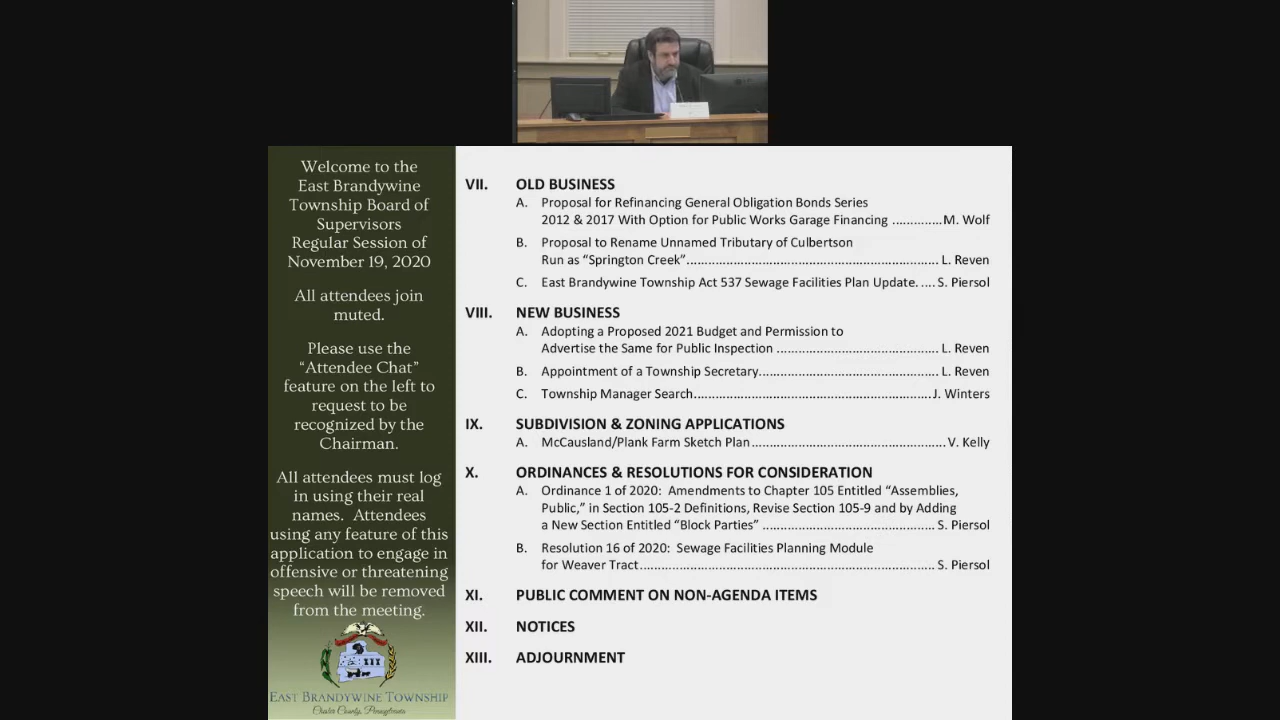 Welcome to the
East Brandywine
Township Board of
Supervisors
Regular Session of
November 19, 2020
All attendees join
muted.
Please use the
“Attendee Chat”
feature on the left to
request to be
recognized by the
Chairman.
All attendees must log
in using their real
names.  Attendees
using any feature of this
application to engage in
offensive or threatening
speech will be removed
from the meeting.
EAST BRANDYWINE TOWNSHIP
Chester County, Pennsylvania
VII. OLD BUSINESS
A. Proposal for Refinancing General Obligation Bonds Series
2012 & 2017 With Option for Public Works Garage Financing .............M. Wolf
B. Proposal to Rename Unnamed Tributary of Culbertson
Run as “Springton Creek”................................................................ L. Reven
C. East Brandywine Township Act 537 Sewage Facilities Plan Update. .... S. Piersol
VIII. NEW BUSINESS
A. Adopting a Proposed 2021 Budget and Permission to
Advertise the Same for Public Inspection ......................................... L. Reven
B. Appointment of a Township Secretary.............................................. L. Reven
C. Township Manager Search............................................................J. Winters
IX. SUBDIVISION & ZONING APPLICATIONS
A. McCausland/Plank Farm Sketch Plan.................................................V. Kelly
X. ORDINANCES & RESOLUTIONS FOR CONSIDERATION
A. Ordinance 1 of 2020:  Amendments to Chapter 105 Entitled “Assemblies,
Public,” in Section 105-2 Definitions, Revise Section 105-9 and by Adding
a New Section Entitled “Block Parties” ............................................ S. Piersol
B. Resolution 16 of 2020:  Sewage Facilities Planning Module
for Weaver Tract........................................................................... S. Piersol
XI. PUBLIC COMMENT ON NON-AGENDA ITEMS
XII. NOTICES
XIII. ADJOURNMENT